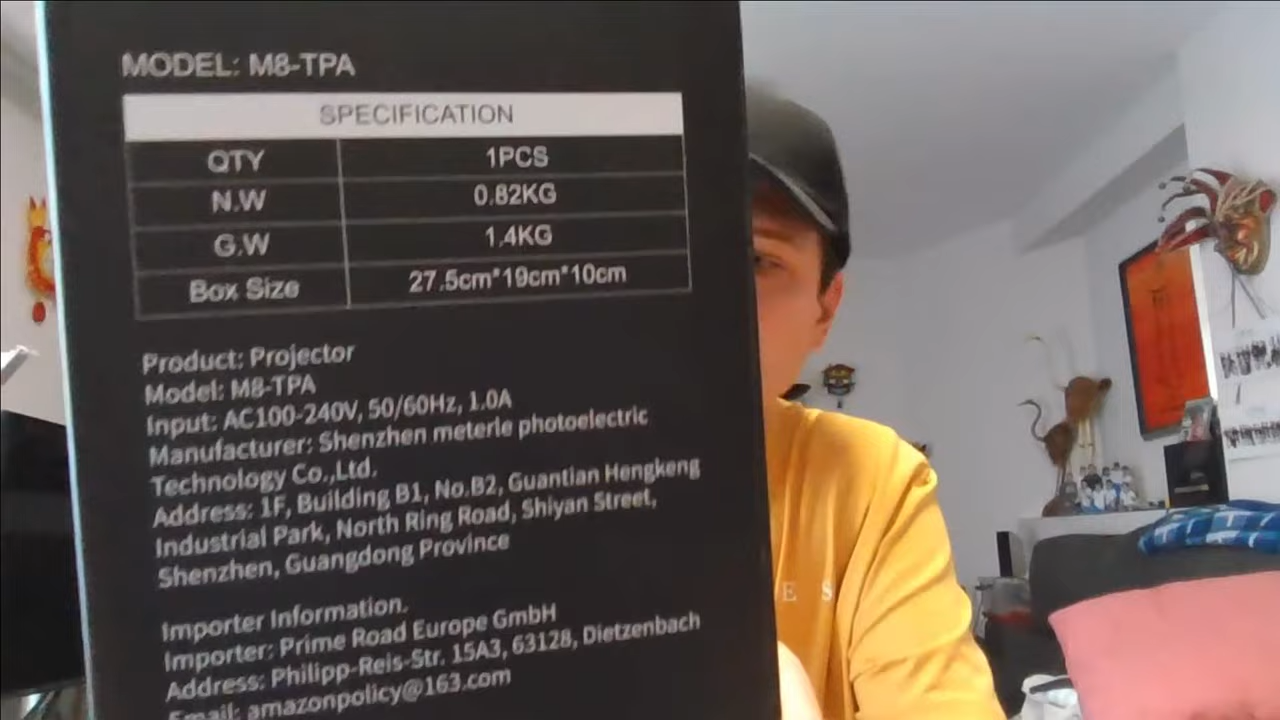 MODEL: M8-TPA
SPECIFICATION
QTY 1PCS
N.W 0.82KG
G.W 1.4KG
Box Size 27.5cm*19cm*10cm
Product: Projector
Model: M8-TPA
Input: AC100-240V, 50/60Hz, 1.0A
Manufacturer: Shenzhen meterle photoelectric
Technology Co.,Ltd.
Address: 1F, Building B1, No.B2, Guantian Hengkeng
Industrial Park, North Ring Road, Shiyan Street,
Shenzhen, Guangdong Province
Importer Information.
Importer: Prime Road Europe GmbH
Address: Philipp-Reis-Str. 15A3, 63128, Dietzenbach
Email: amazonpolicy@163.com
E S